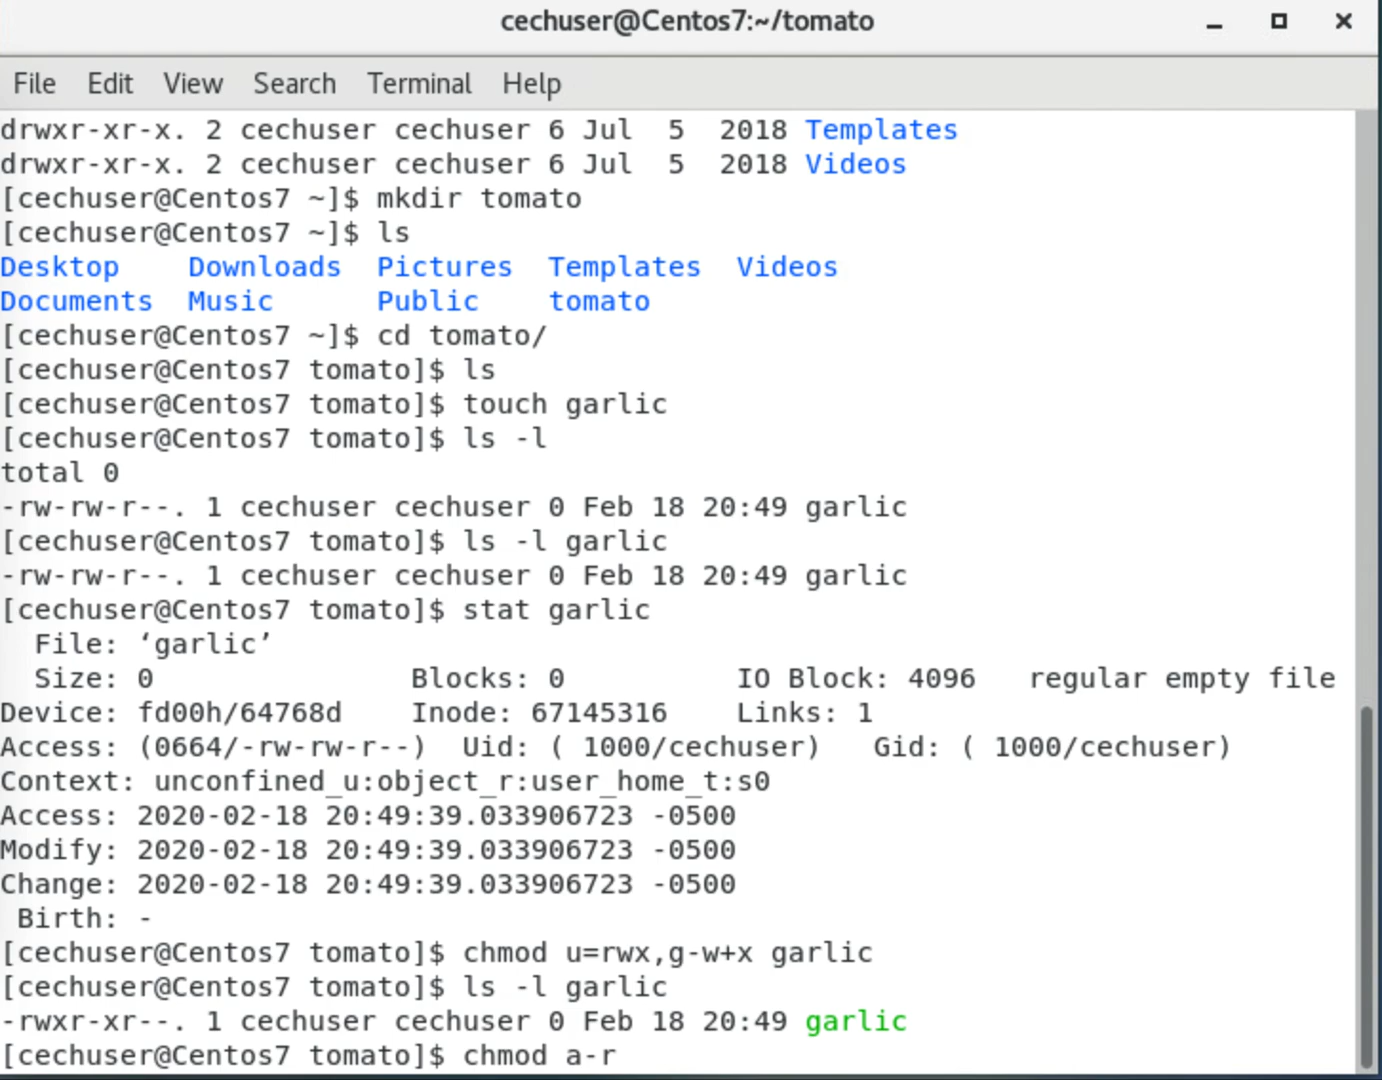 cechuser@Centos7:~/tomato
File Edit View Search Terminal Help
drwxr-xr-x. 2 cechuser cechuser 6 Jul  5  2018 Templates
drwxr-xr-x. 2 cechuser cechuser 6 Jul  5  2018 Videos
[cechuser@Centos7 ~]$ mkdir tomato
[cechuser@Centos7 ~]$ ls
Desktop    Downloads  Pictures  Templates  Videos
Documents  Music      Public    tomato
[cechuser@Centos7 ~]$ cd tomato/
[cechuser@Centos7 tomato]$ ls
[cechuser@Centos7 tomato]$ touch garlic
[cechuser@Centos7 tomato]$ ls -l
total 0
-rw-rw-r--. 1 cechuser cechuser 0 Feb 18 20:49 garlic
[cechuser@Centos7 tomato]$ ls -l garlic
-rw-rw-r--. 1 cechuser cechuser 0 Feb 18 20:49 garlic
[cechuser@Centos7 tomato]$ stat garlic
  File: ‘garlic’
  Size: 0               Blocks: 0          IO Block: 4096   regular empty file
Device: fd00h/64768d    Inode: 67145316    Links: 1
Access: (0664/-rw-rw-r--)  Uid: ( 1000/cechuser)   Gid: ( 1000/cechuser)
Context: unconfined_u:object_r:user_home_t:s0
Access: 2020-02-18 20:49:39.033906723 -0500
Modify: 2020-02-18 20:49:39.033906723 -0500
Change: 2020-02-18 20:49:39.033906723 -0500
 Birth: -
[cechuser@Centos7 tomato]$ chmod u=rwx,g-w+x garlic
[cechuser@Centos7 tomato]$ ls -l garlic
-rwxr-xr--. 1 cechuser cechuser 0 Feb 18 20:49 garlic
[cechuser@Centos7 tomato]$ chmod a-r